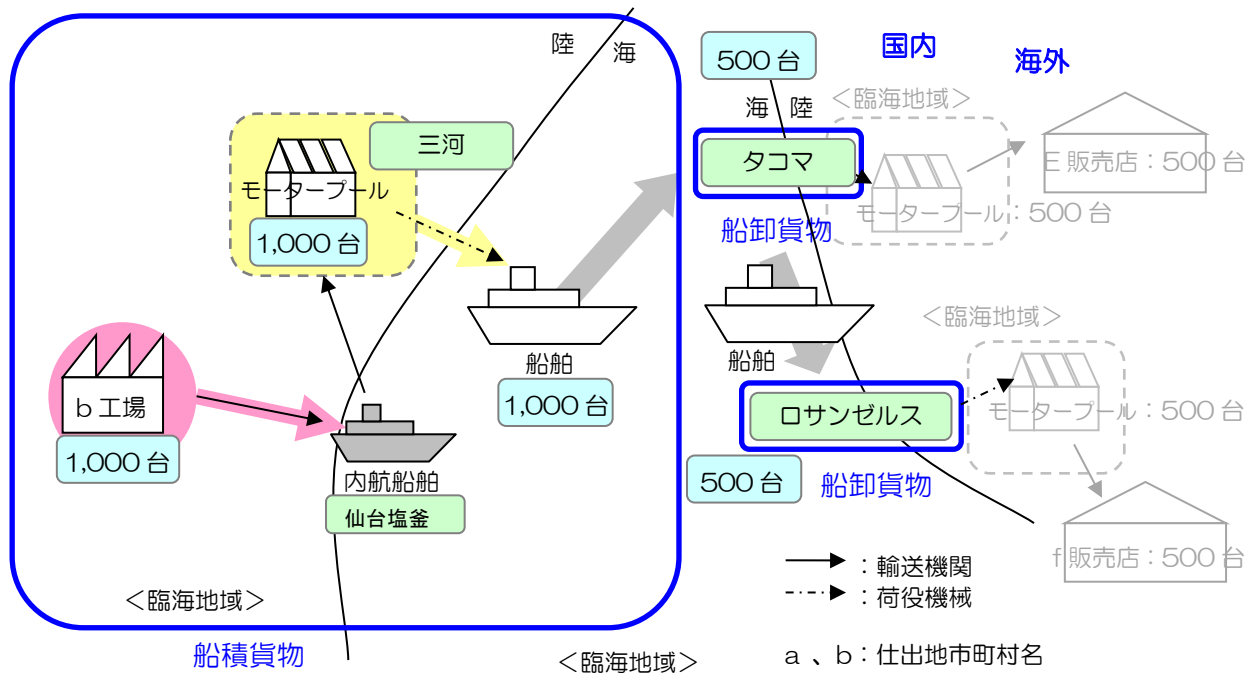 陸
海
三河
モータープール
1,000 台
b 工場
1,000 台
内航船舶
仙台塩釜
船舶
1,000 台
<臨海地域>
船積貨物
<臨海地域>
500 台
国内
海外
海 陸
<臨海地域>
タコマ
船卸貨物
モータープール：500 台
E 販売店：500 台
船舶
<臨海地域>
ロサンゼルス
500 台
船卸貨物
モータープール：500 台
f 販売店：500 台
：輸送機関
：荷役機械
a 、b：仕出地市町村名